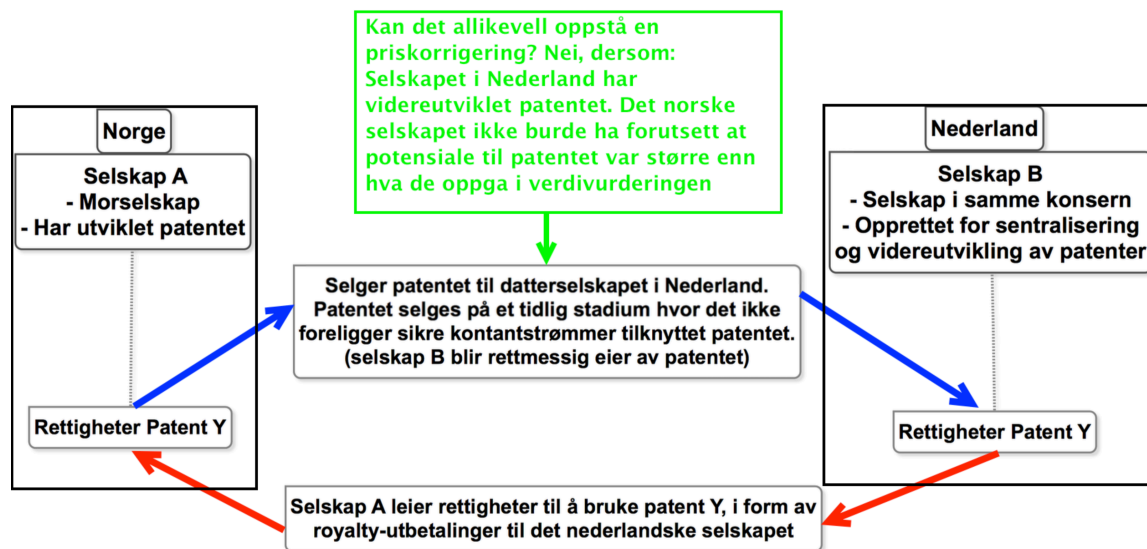 Kan det allikevell oppstå en
priskorrigering? Nei, dersom:
Selskapet i Nederland har
videreutviklet patentet. Det norske
selskapet ikke burde ha forutsett at
potensiale til patentet var større enn
hva de oppga i verdivurderingen
Norge
Selskap A
- Morselskap
- Har utviklet patentet
Nederland
Selskap B
- Selskap i samme konsern
- Opprettet for sentralisering
og videreutvikling av patenter
Selger patentet til datterselskapet i Nederland.
Patentet selges på et tidlig stadium hvor det ikke
foreligger sikre kontantstrømmer tilknyttet patentet.
(selskap B blir rettmessig eier av patentet)
Rettigheter Patent Y
Rettigheter Patent Y
Selskap A leier rettigheter til å bruke patent Y, i form av
royalty-utbetalinger til det nederlandske selskapet